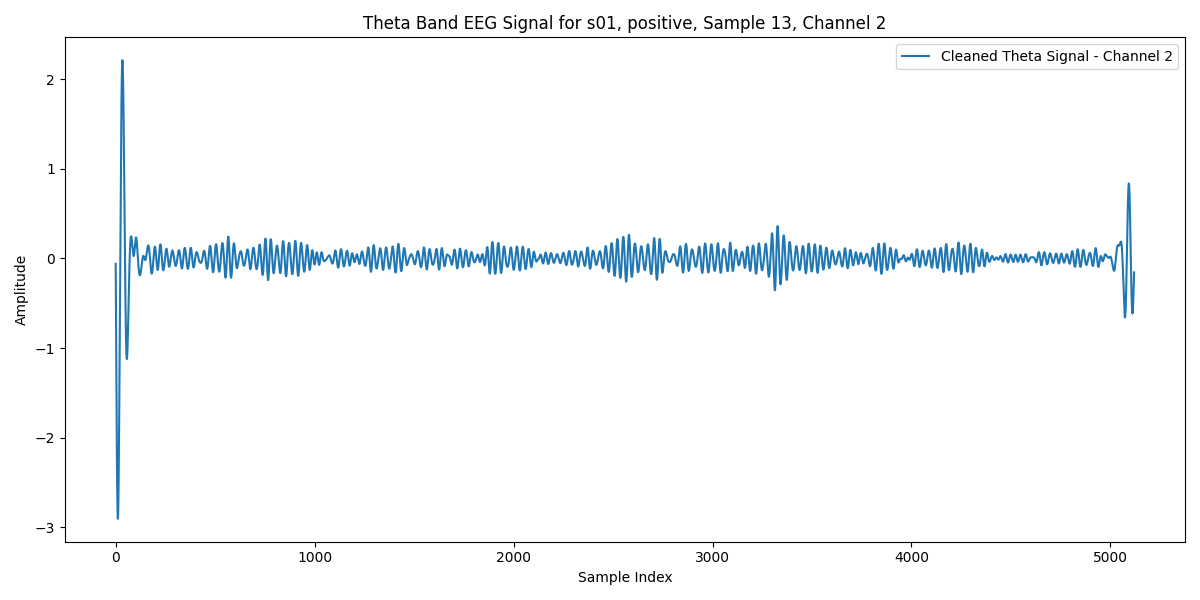 Theta Band EEG Signal for s01, positive, Sample 13, Channel 2
Cleaned Theta Signal - Channel 2
Amplitude
2
1
0
−1
−2
−3
0 1000 2000 3000 4000 5000
Sample Index